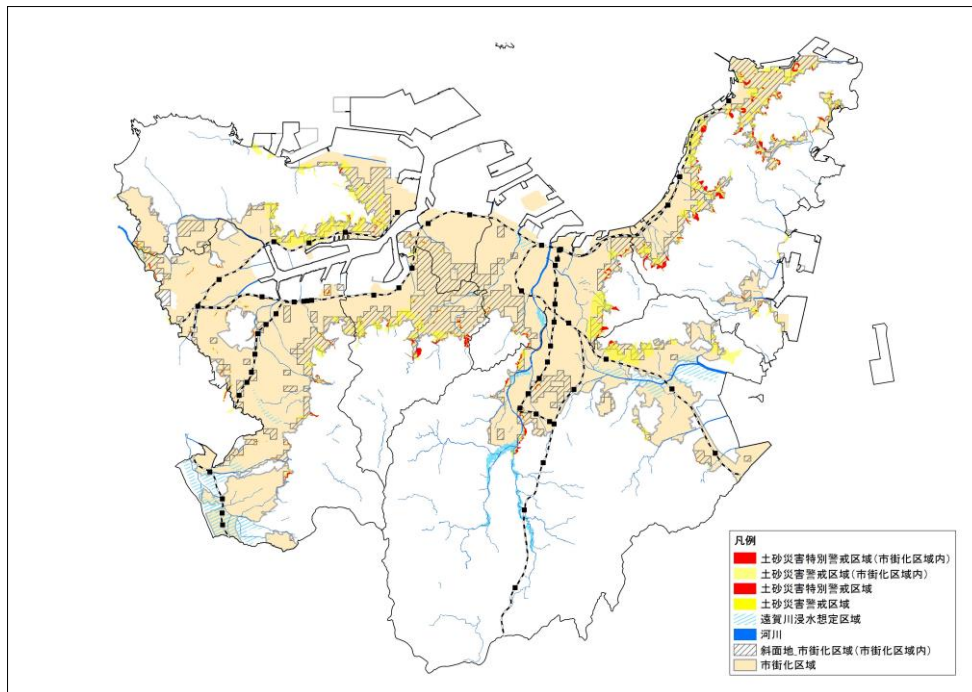 凡例
土砂災害特別警戒区域(市街化区域内)
土砂災害警戒区域(市街化区域内)
土砂災害特別警戒区域
土砂災害警戒区域
遠賀川浸水想定区域
河川
斜面地_市街化区域(市街化区域内)
市街化区域